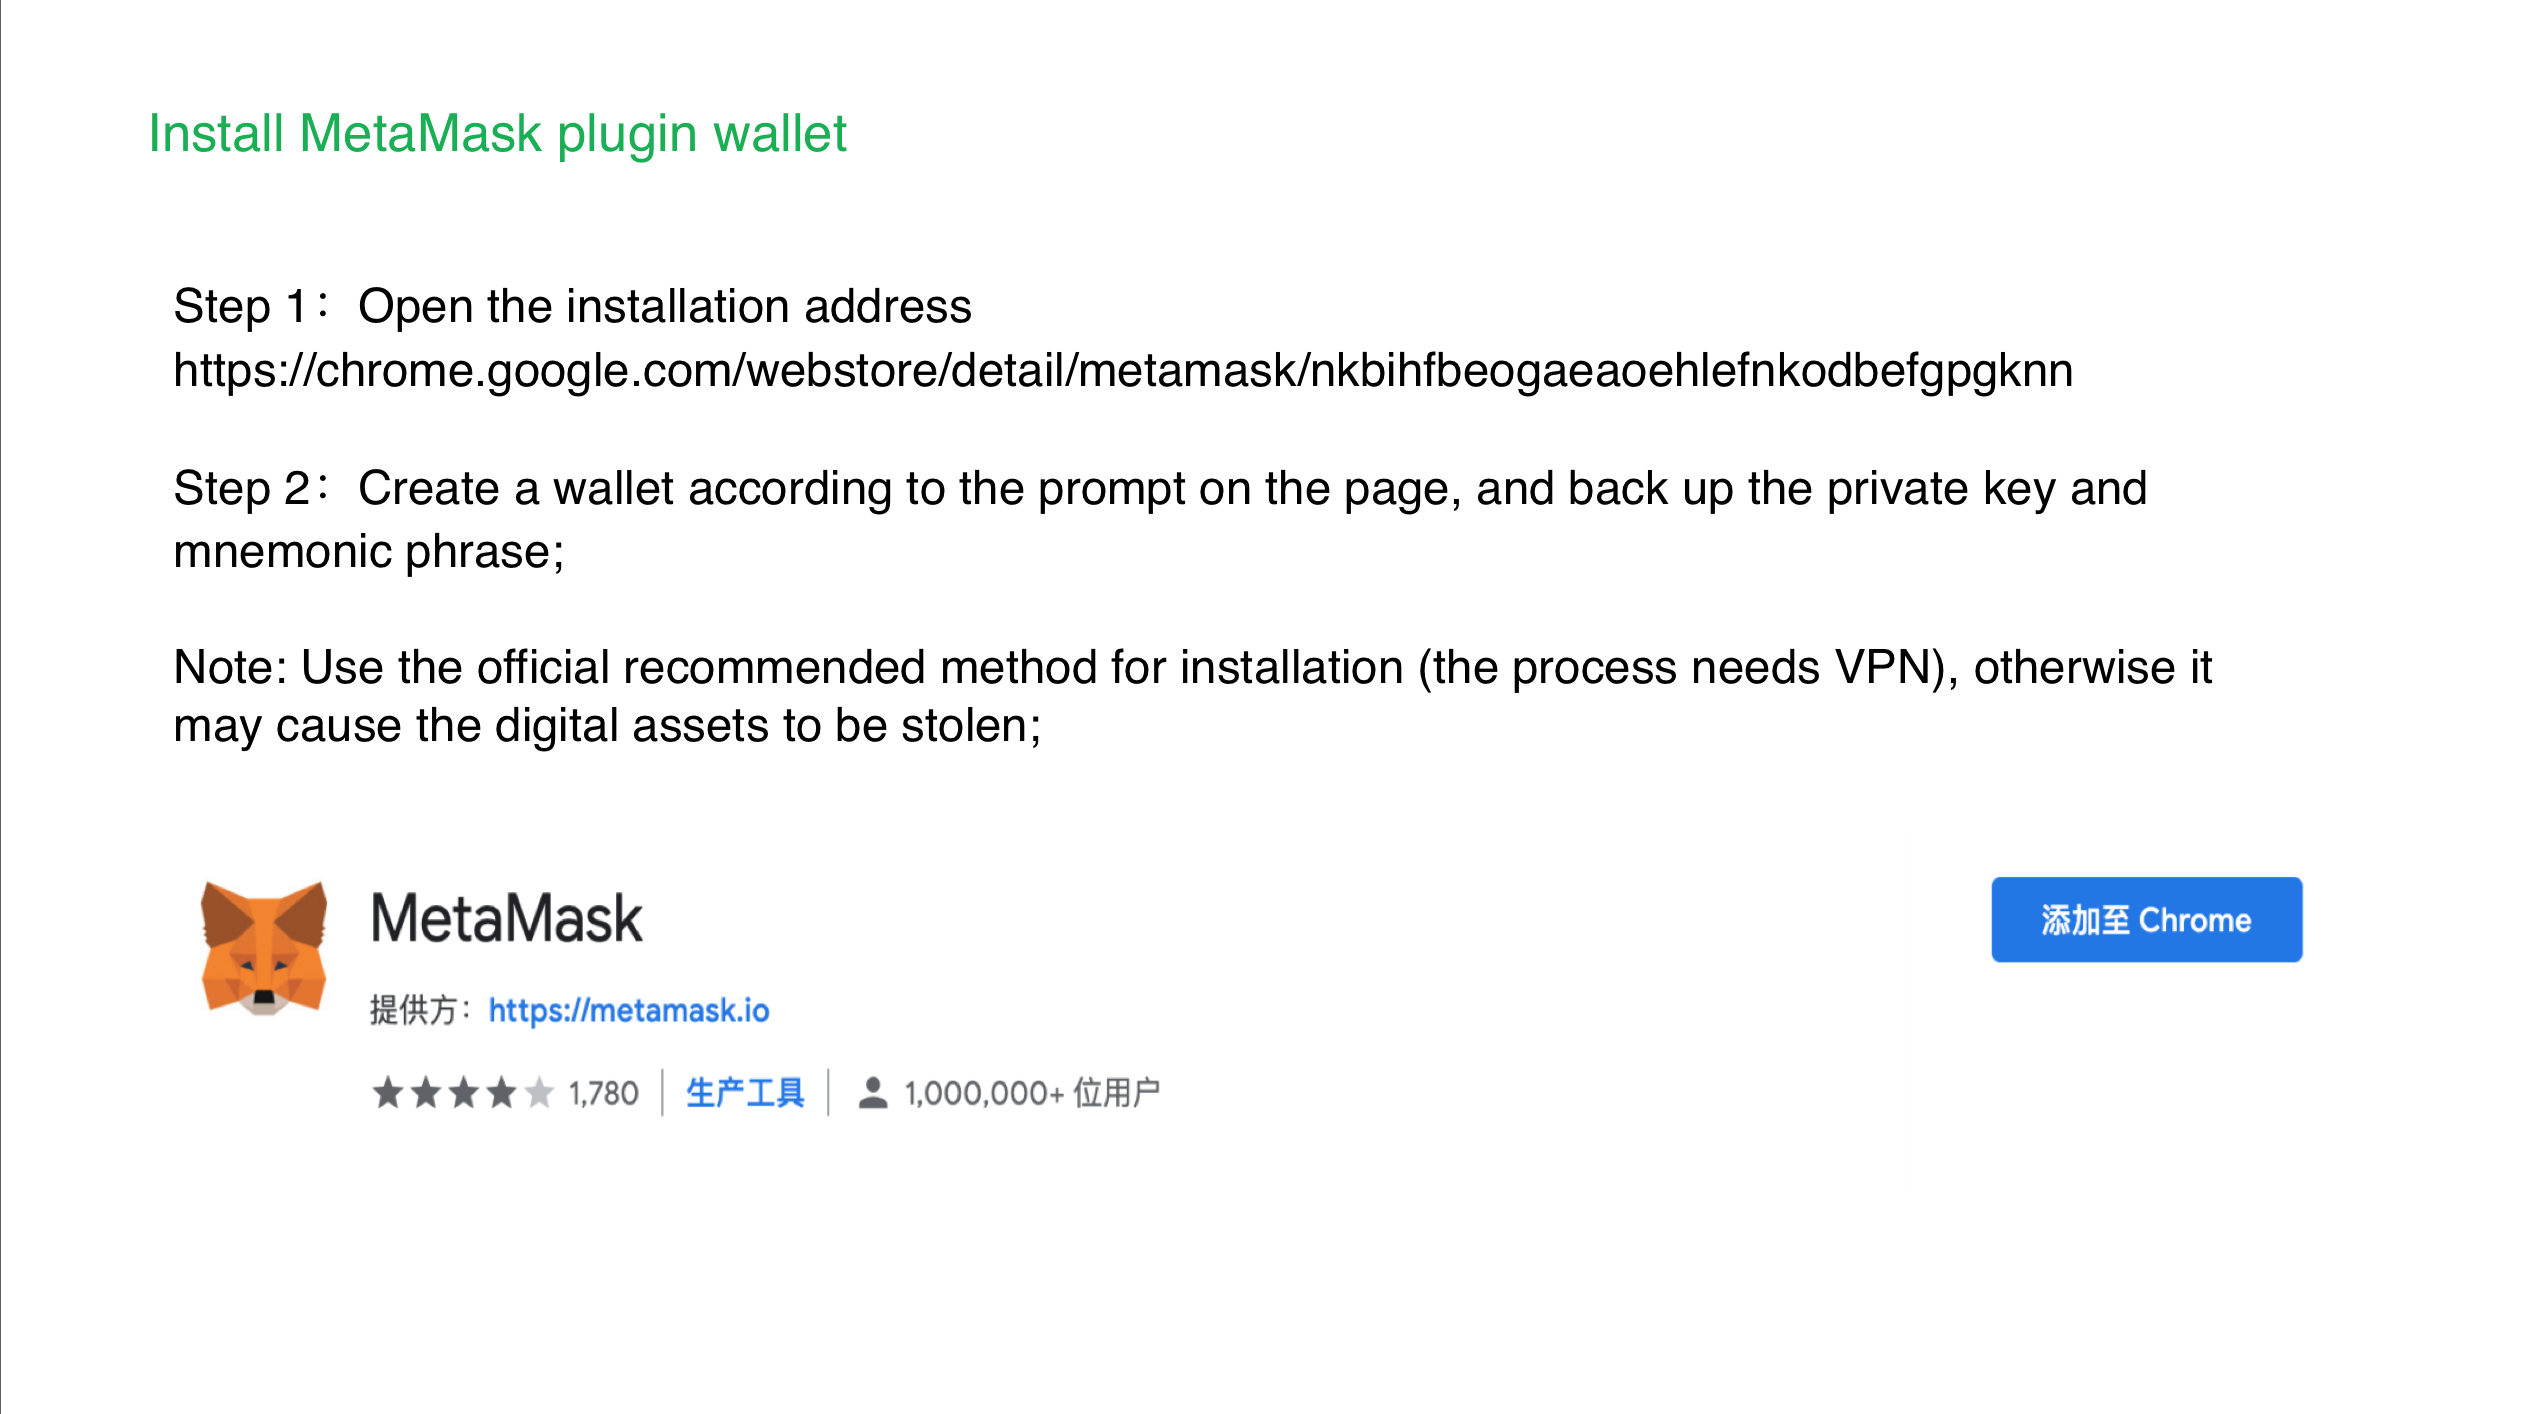 Install MetaMask plugin wallet
Step 1：Open the installation address
https://chrome.google.com/webstore/detail/metamask/nkbihfbeogaeaoehlefnkodbefgpgknn
Step 2：Create a wallet according to the prompt on the page, and back up the private key and
mnemonic phrase;
Note: Use the official recommended method for installation (the process needs VPN), otherwise it
may cause the digital assets to be stolen;
MetaMask
添加至 Chrome
提供方：https://metamask.io
1,780 生产工具 1,000,000+ 位用户